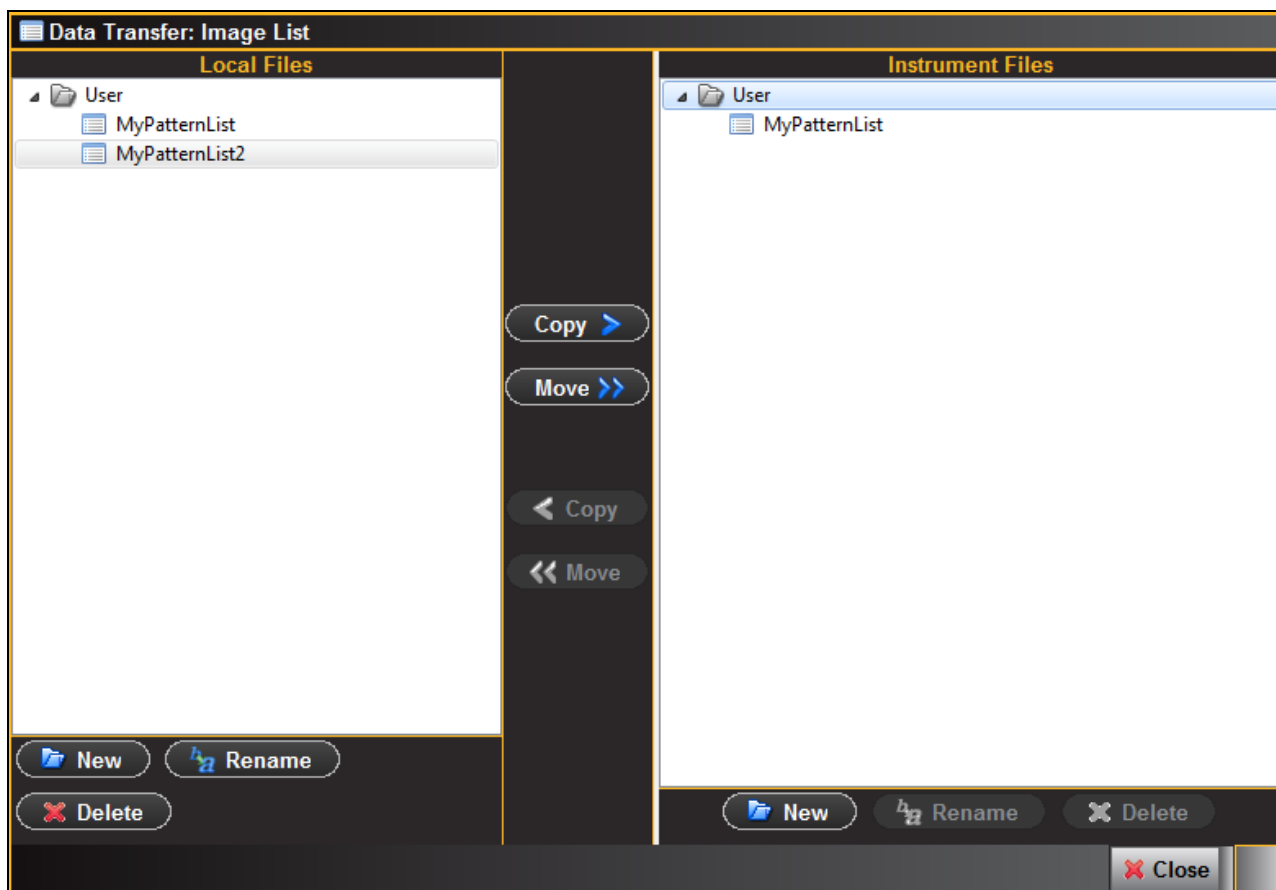 Data Transfer: Image List
Local Files
User
MyPatternList
MyPatternList2
Copy
Move
Copy
Move
Instrument Files
User
MyPatternList
New
Rename
Delete
New
Rename
Delete
Close